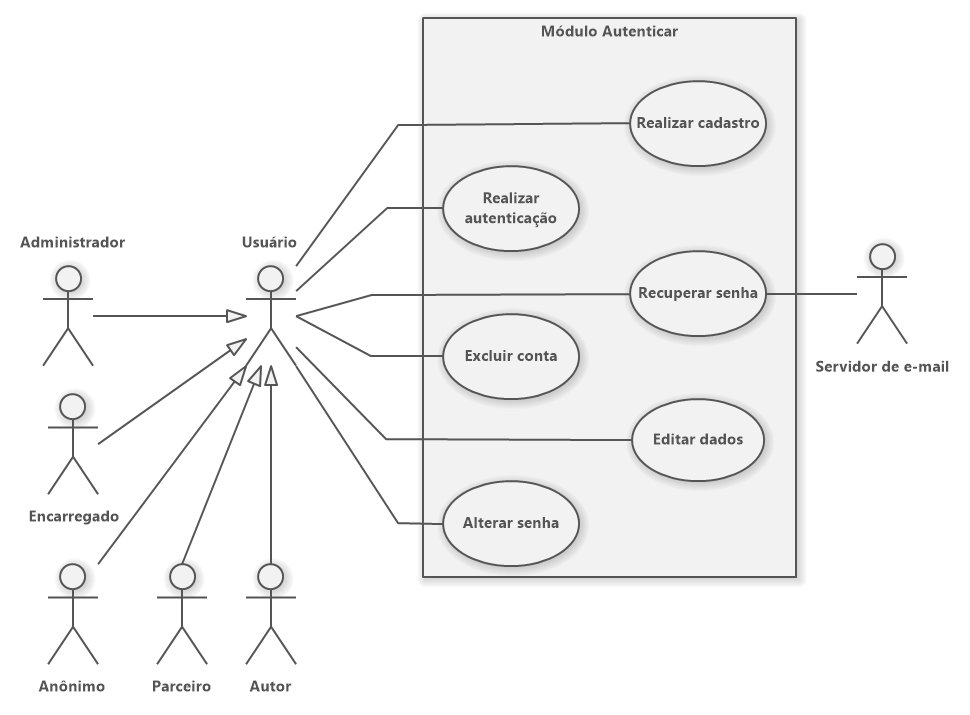 Módulo Autenticar
Realizar cadastro
Realizar
autenticação
Administrador
Usuário
Recuperar senha
Excluir conta
Servidor de e-mail
Editar dados
Encarregado
Alterar senha
Anônimo
Parceiro
Autor